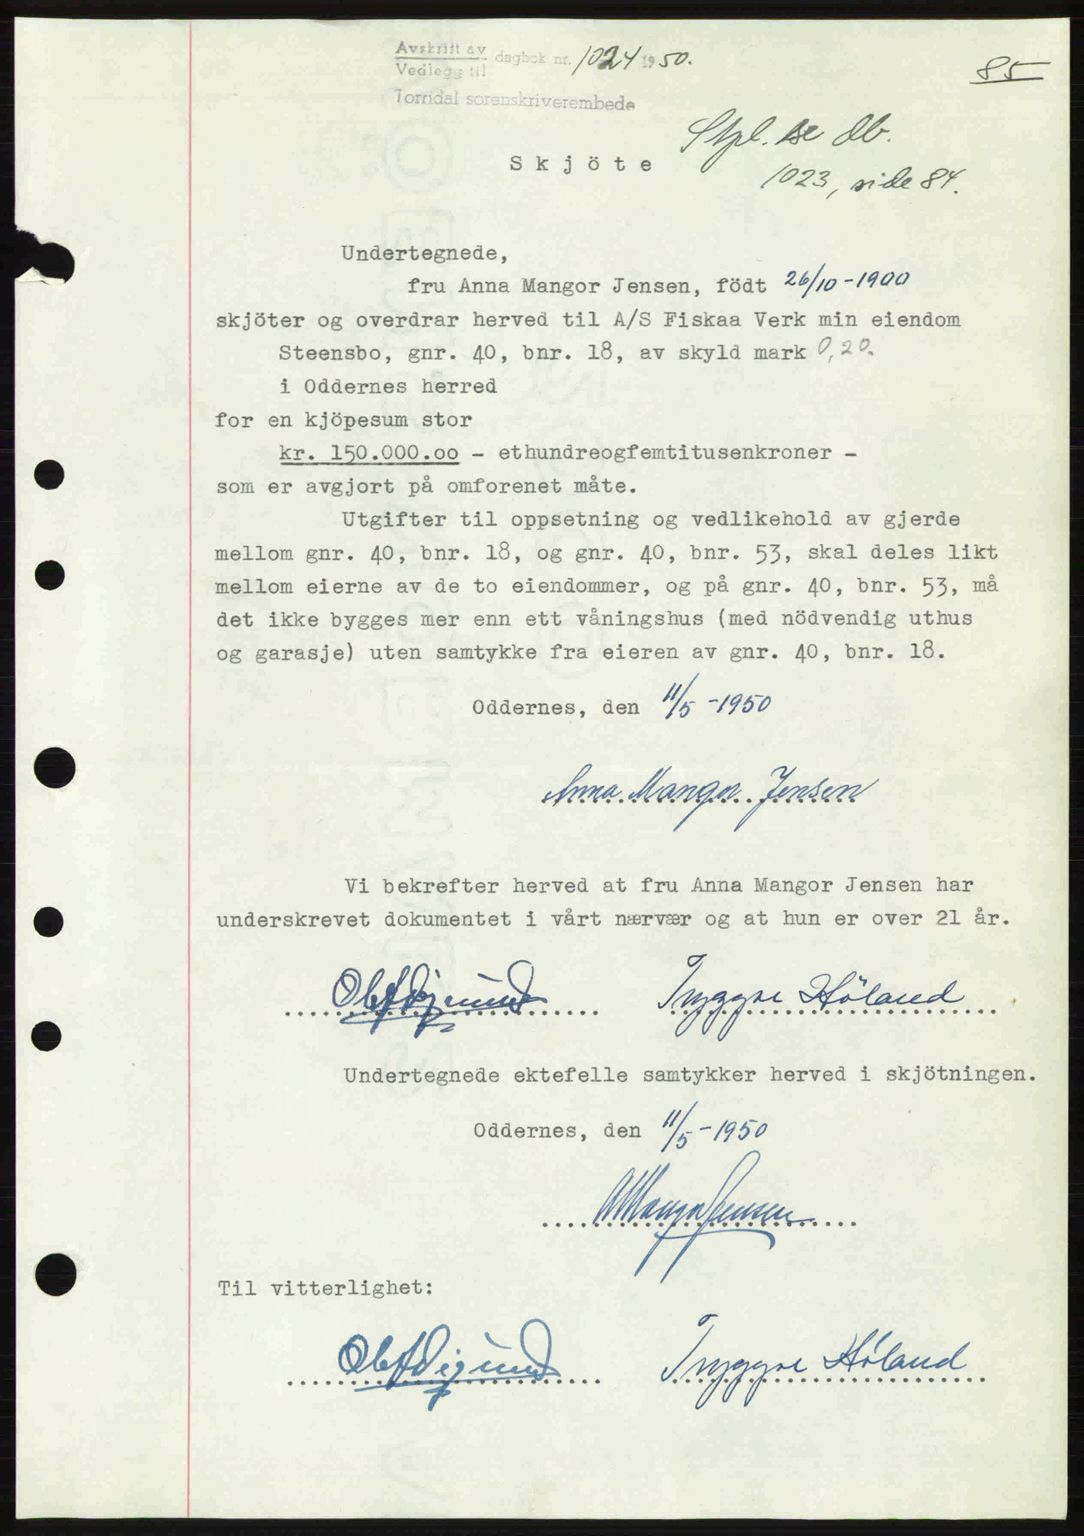 Avskrift av
Vedlegg til dagbok nr. 1024 1950.
Torridal sorenskriverembede
85
Stpl. se db.
1023, side 84.
Skjöte
Undertegnede,
fru Anna Mangor Jensen, födt 26/10-1900
skjöter og overdrar herved til A/S Fiskaa Verk min eiendom
Steensbo, gnr. 40, bnr. 18, av skyld mark 0,20.
i Oddernes herred
for en kjöpesum stor
kr. 150.000.oo - ethundreogfemtitusenkroner -
som er avgjort på omforenet måte.
Utgifter til oppsetning og vedlikehold av gjerde
mellom gnr. 40, bnr. 18, og gnr. 40, bnr. 53, skal deles likt
mellom eierne av de to eiendommer, og på gnr. 40, bnr. 53, må
det ikke bygges mer enn ett våningshus (med nödvendig uthus
og garasje) uten samtykke fra eieren av gnr. 40, bnr. 18.
Oddernes, den 11/5-1950
Anna Mangor Jensen
Vi bekrefter herved at fru Anna Mangor Jensen har
underskrevet dokumentet i vårt nærvær og at hun er over 21 år.
Tryggve Höland
Undertegnede ektefelle samtykker herved i skjötningen.
Oddernes, den 11/5-1950
Mangor Jensen
Til vitterlighet:
Tryggve Höland